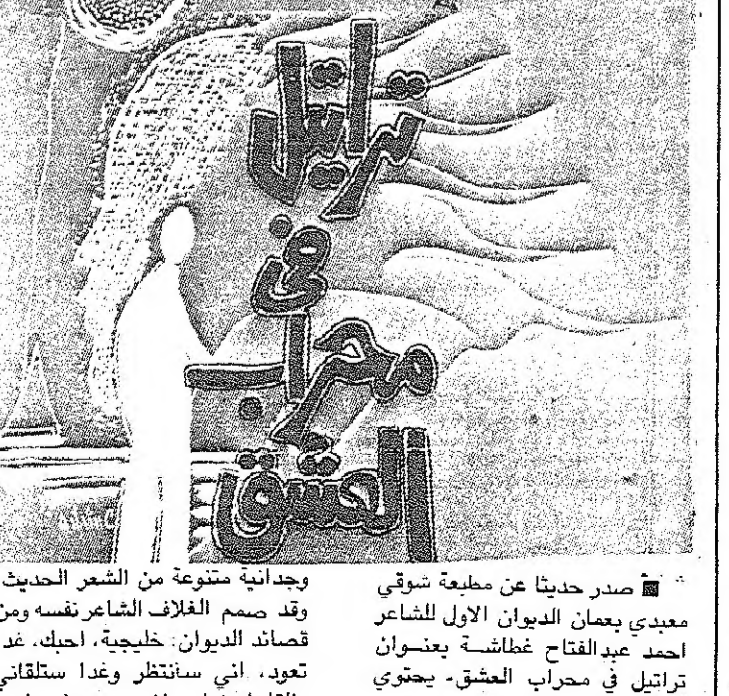 تراتيل
في
محراب
العشق
صدر حديثا عن مطبعة شوقي
معبدي بعمان الديوان الاول للشاعر
احمد عبدالفتاح غطاشة بعنوان
تراتيل في محراب العشق. يحتوي
وجدانية متنوعة من الشعر الحديث
وقد صمم الغلاف الشاعر نفسه ومن
قصائد الديوان: خليجية، احبك، غد
تعود، اني سانتظر وغدا ستلقاني